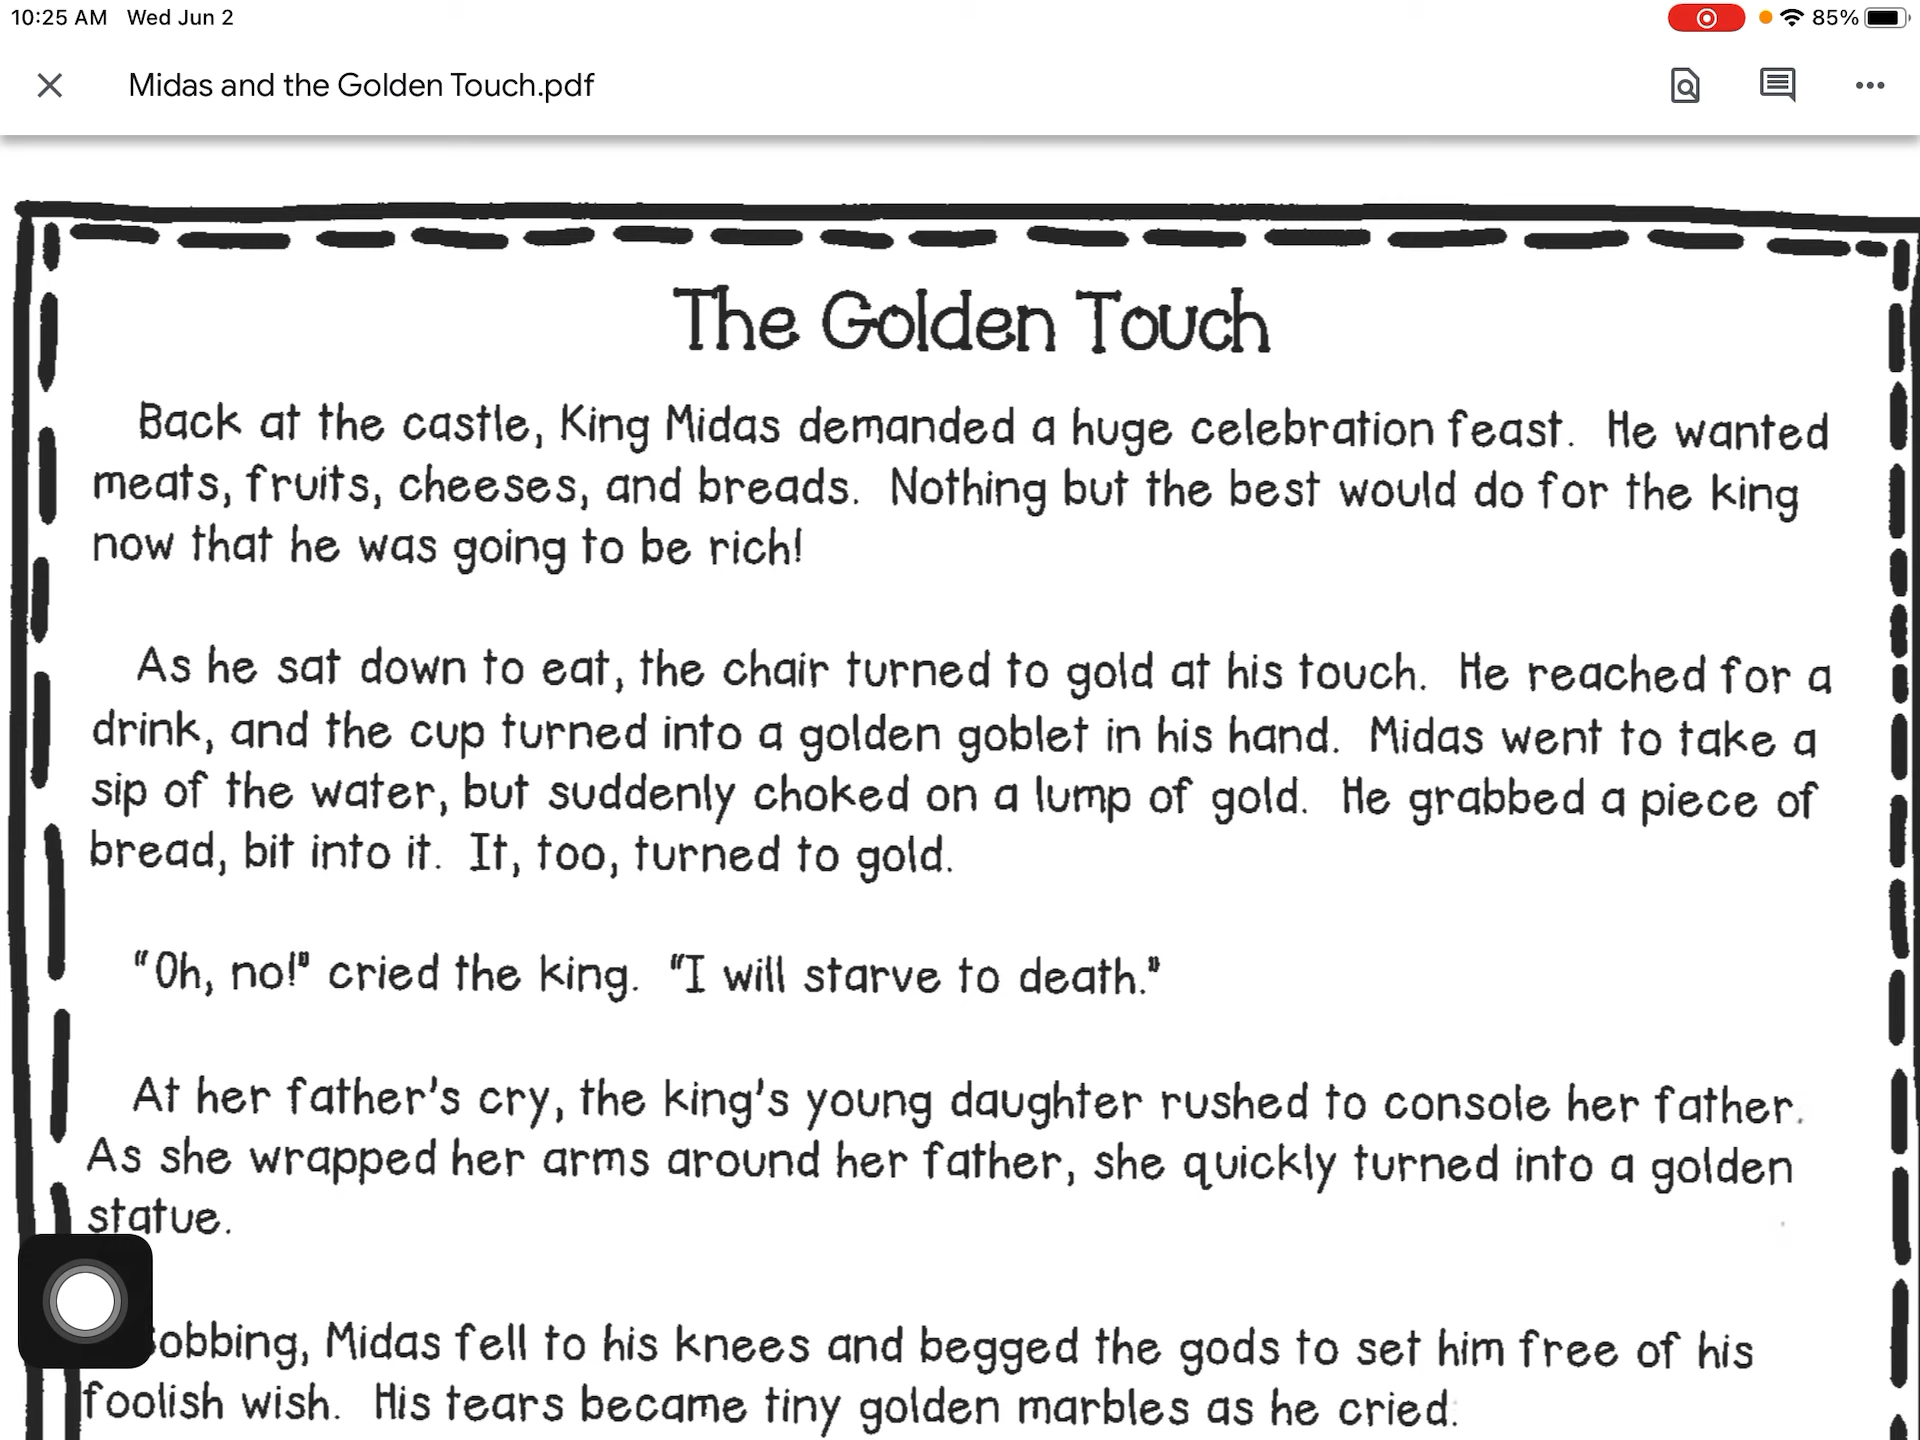 10:25 AM Wed Jun 2
85%
Midas and the Golden Touch.pdf
The Golden Touch
Back at the castle, King Midas demanded a huge celebration feast. He wanted
meats, fruits, cheeses, and breads. Nothing but the best would do for the king
now that he was going to be rich!
As he sat down to eat, the chair turned to gold at his touch. He reached for a
drink, and the cup turned into a golden goblet in his hand. Midas went to take a
sip of the water, but suddenly choked on a lump of gold. He grabbed a piece of
bread, bit into it. It, too, turned to gold.
"Oh, no!" cried the king. "I will starve to death."
At her father's cry, the king's young daughter rushed to console her father.
As she wrapped her arms around her father, she quickly turned into a golden
statue.
Sobbing, Midas fell to his knees and begged the gods to set him free of his
foolish wish. His tears became tiny golden marbles as he cried.